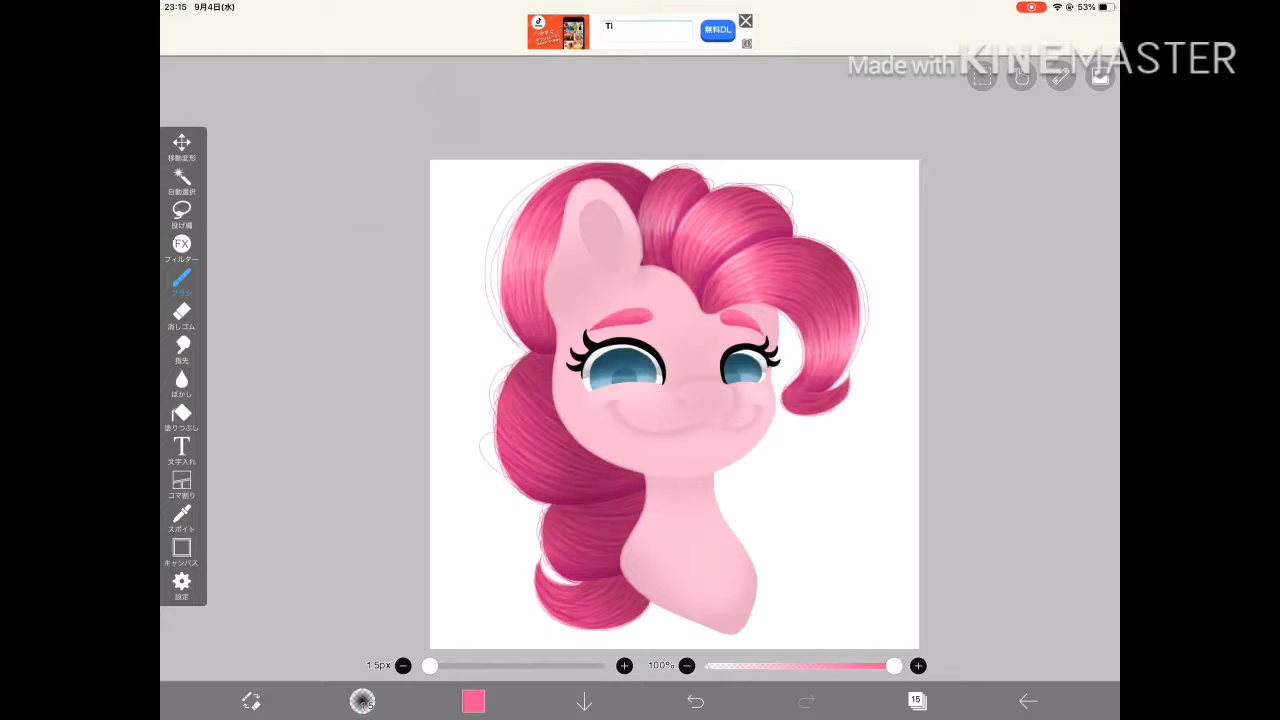 23:15 9月4日(水)
53%
Ti
無料DL
Made with KINEMASTER
移動変形
自動選択
投げ縄
FX
フィルター
ブラシ
消しゴム
指先
ぼかし
塗りつぶし
T
文字入れ
コマ割り
スポイト
キャンバス
設定
1.5px
100%
1.5
15